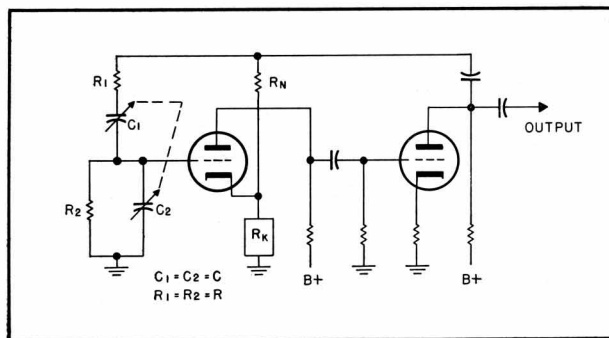 R1
RN
C1
OUTPUT
R2
C2
RK
C1 = C2 = C
R1 = R2 = R
B+
B+